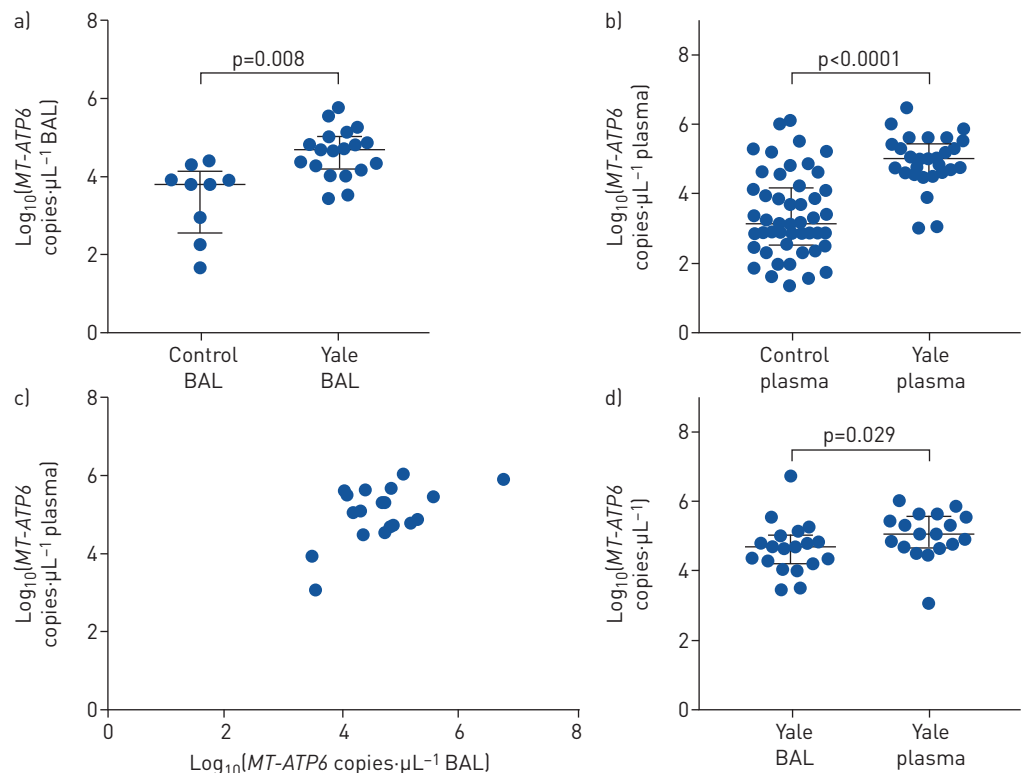 a)
8
6
4
2
0
Log₁₀(MT-ATP6
copies·µL⁻¹ BAL)
p=0.008
Control
BAL
Yale
BAL
b)
8
6
4
2
0
Log₁₀(MT-ATP6
copies·µL⁻¹ plasma)
p<0.0001
Control
plasma
Yale
plasma
c)
8
6
4
2
0
Log₁₀(MT-ATP6
copies·µL⁻¹ plasma)
0 2 4 6 8
Log₁₀(MT-ATP6 copies·µL⁻¹ BAL)
d)
8
6
4
2
0
Log₁₀(MT-ATP6
copies·µL⁻¹)
p=0.029
Yale
BAL
Yale
plasma